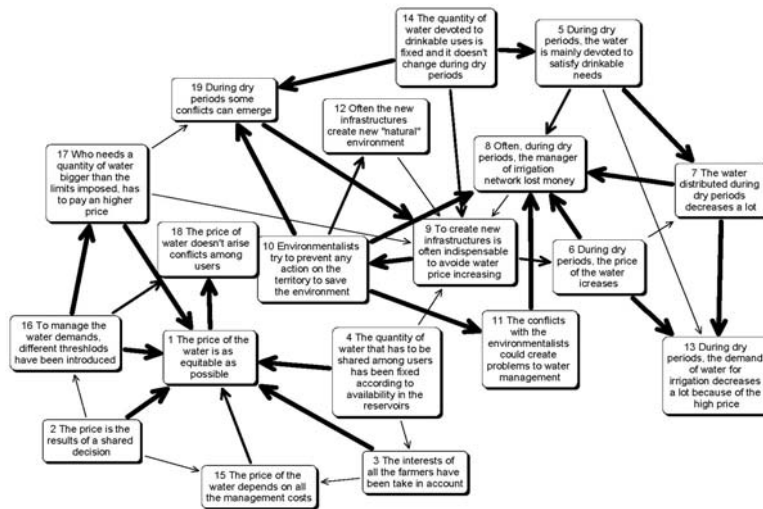 14 The quantity of
water devoted to
drinkable uses is
fixed and it doesn't
change during dry
periods
5 During dry
periods, the water
is mainly devoted to
satisfy drinkable
needs
19 During dry
periods some
conflicts can emerge
12 Often the new
infrastructures
create new "natural"
environment
8 Often, during
dry periods, the
manager of
irrigation
network lost money
17 Who needs a
quantity of water
bigger than the
limits imposed, has
to pay an higher
price
7 The water
distributed during
dry periods
decreases a lot
18 The price of
water doesn't arise
conflicts among
users
10 Environmentalists
try to prevent any
action on the
territory to save
the environment
9 To create new
infrastructures is
often indispensable
to avoide water
price increasing
6 During dry
periods, the price
of the water
icreases
16 To manage the
water demands,
different threshlods
have been introduced
1 The price of the
water is as
equitable as
possible
4 The quantity of
water that has to be
shared among users
has been fixed
according to
availability in the
reservoirs
11 The conflicts
with the
environmentalists
could create
problems to water
management
13 During dry
periods, the demand
of water for
irrigation decreases
a lot because of the
high price
2 The price is the
results of a shared
decision
15 The price of the
water depends on all
the management costs
3 The interests of
all the farmers have
been take in account